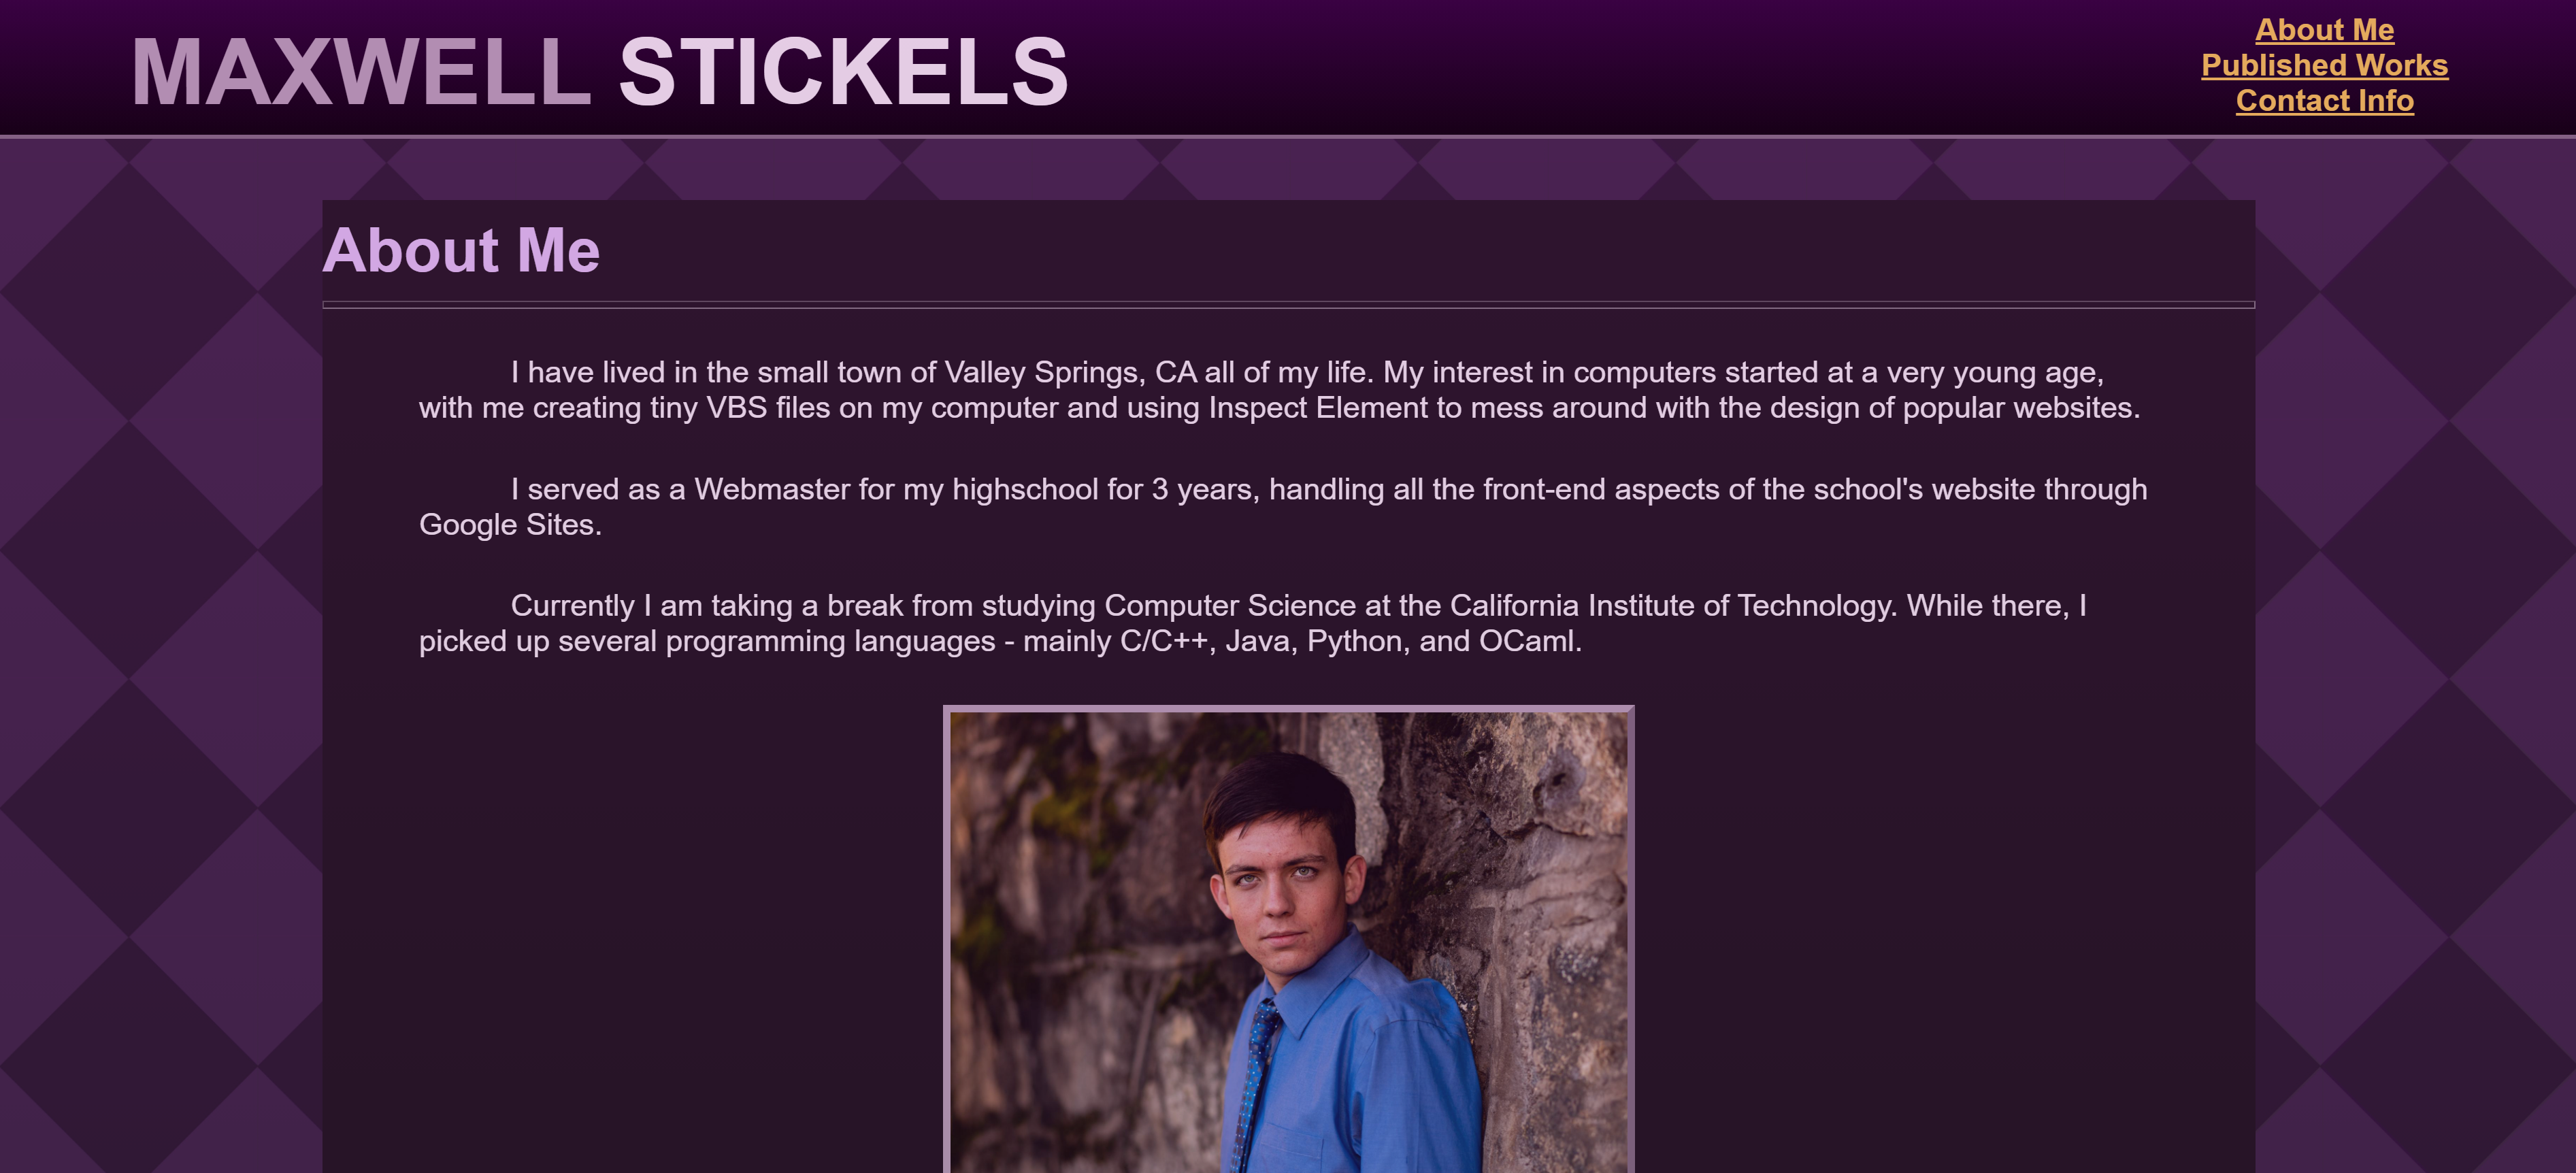 MAXWELL STICKELS
About Me
Published Works
Contact Info
About Me
I have lived in the small town of Valley Springs, CA all of my life. My interest in computers started at a very young age,
with me creating tiny VBS files on my computer and using Inspect Element to mess around with the design of popular websites.
I served as a Webmaster for my highschool for 3 years, handling all the front-end aspects of the school's website through
Google Sites.
Currently I am taking a break from studying Computer Science at the California Institute of Technology. While there, I
picked up several programming languages - mainly C/C++, Java, Python, and OCaml.